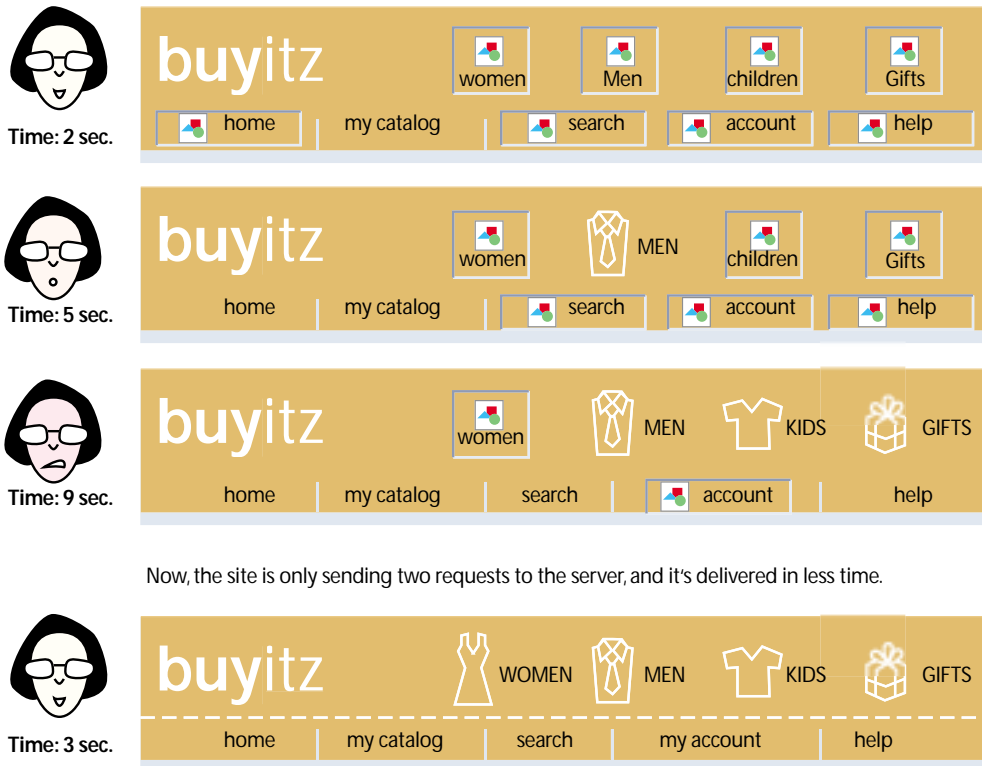 buyitz
women Men children Gifts
home my catalog search account help
Time: 2 sec.
buyitz
women MEN children Gifts
home my catalog search account help
Time: 5 sec.
buyitz
women MEN KIDS GIFTS
home my catalog search account help
Time: 9 sec.
Now, the site is only sending two requests to the server, and it's delivered in less time.
buyitz
WOMEN MEN KIDS GIFTS
home my catalog search my account help
Time: 3 sec.